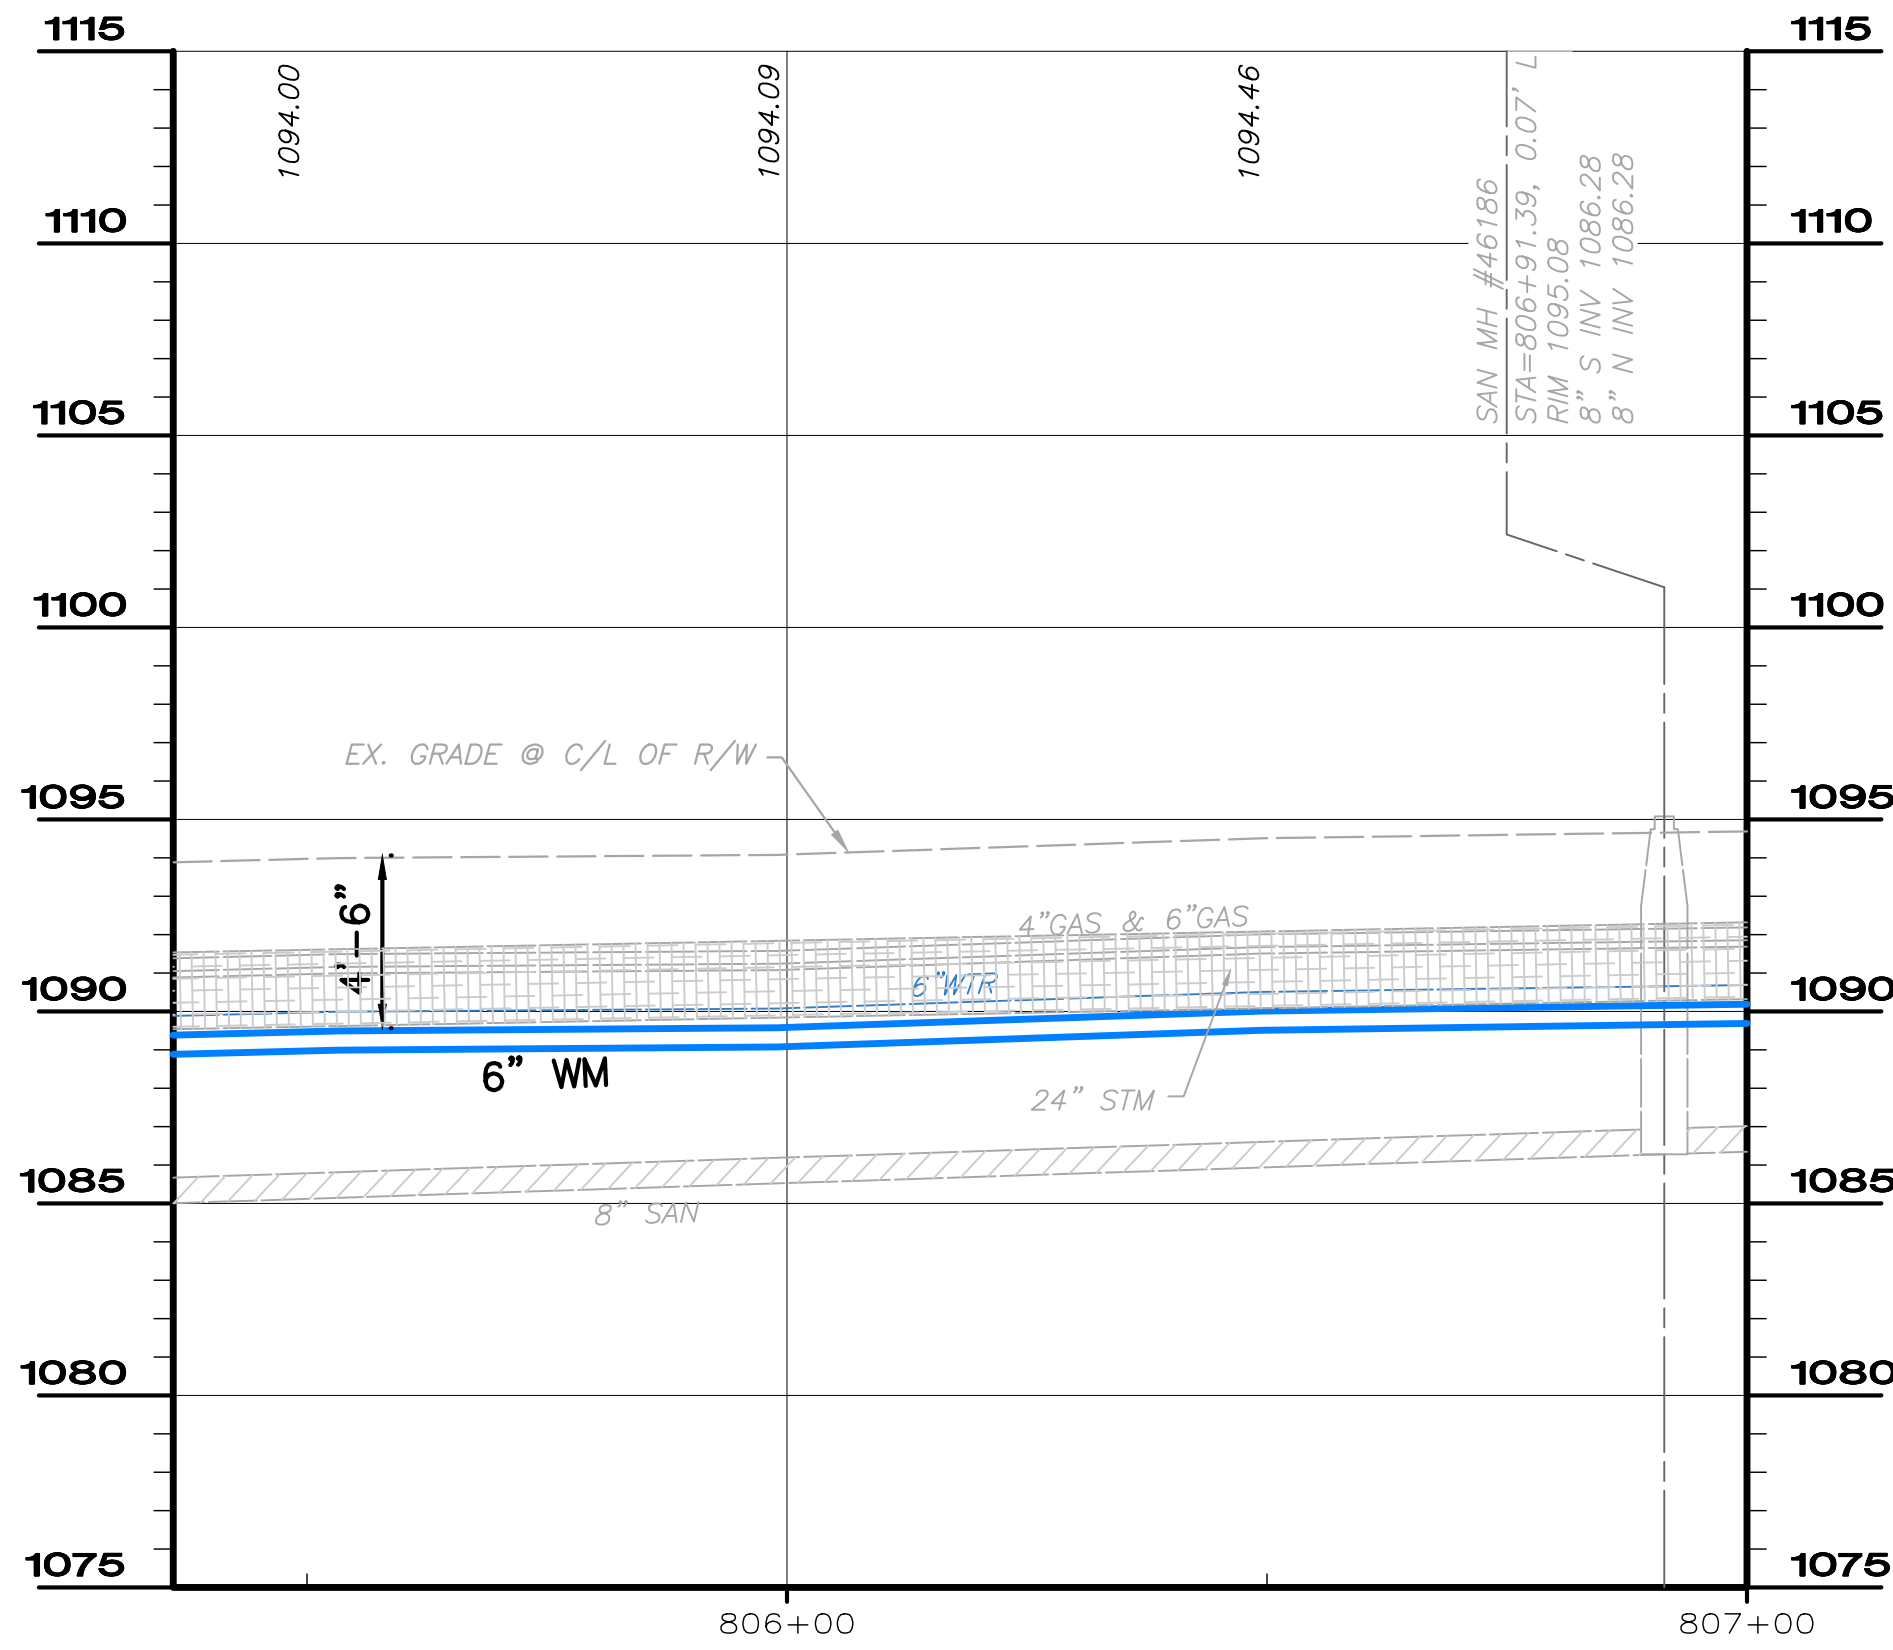 1115
1110
1105
1100
1095
1090
1085
1080
1075
1094.00
1094.09
1094.46
SAN MH #46186
STA=806+91.39, 0.07' L
RIM 1095.08
8" S INV 1086.28
8" N INV 1086.28
EX. GRADE @ C/L OF R/W
4'-6"
4"GAS & 6"GAS
6"WTR
6" WM
24" STM
8" SAN
1115
1110
1105
1100
1095
1090
1085
1080
1075
806+00
807+00